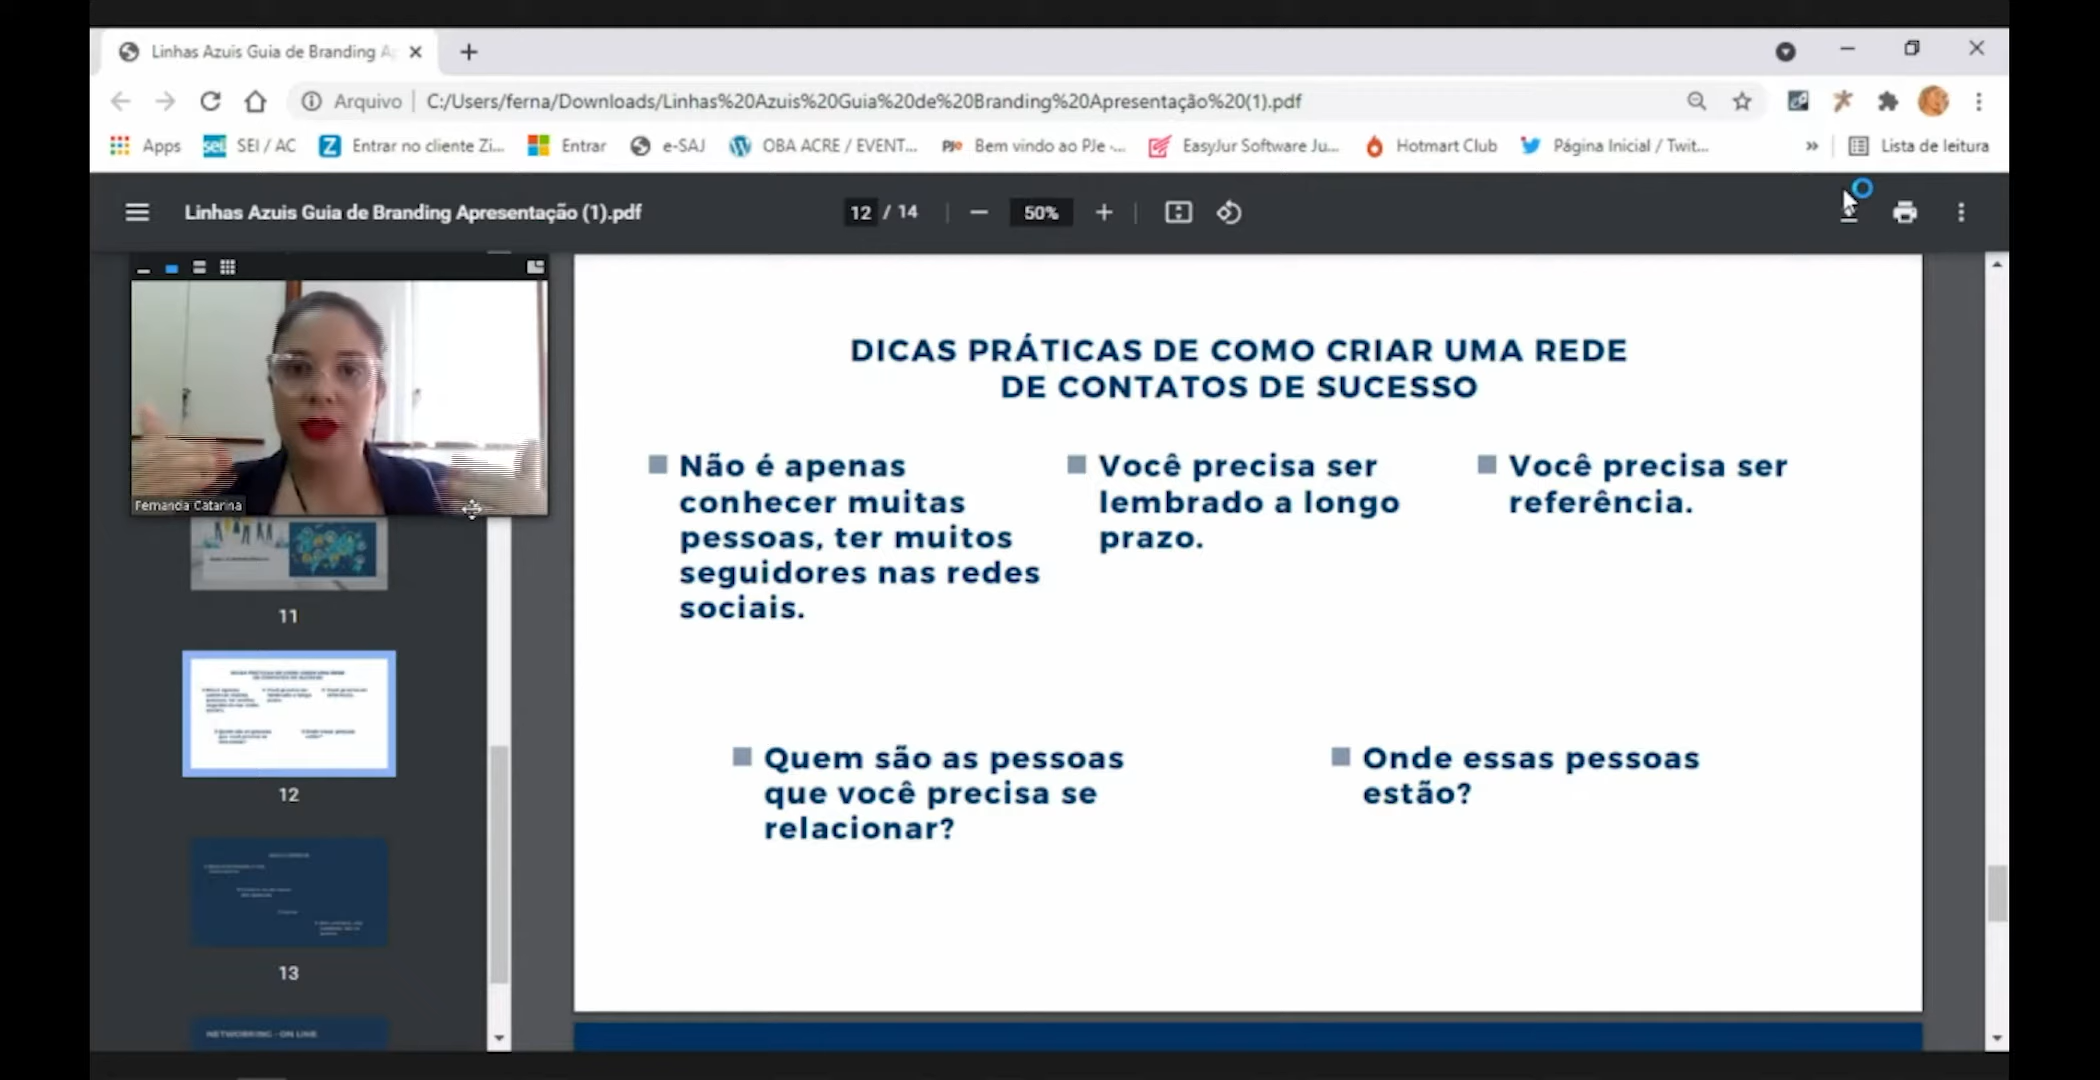 Linhas Azuis Guia de Branding A
Arquivo
C:/Users/ferna/Downloads/Linhas%20Azuis%20Guia%20de%20Branding%20Apresentação%20(1).pdf
Apps
sei! SEI / AC
Z Entrar no cliente Zi...
Entrar
e-SAJ
OBA ACRE / EVENT...
PJe Bem vindo ao PJe -...
EasyJur Software Ju...
Hotmart Club
Página Inicial / Twit...
»
Lista de leitura
Linhas Azuis Guia de Branding Apresentação (1).pdf
12 / 14
50%
Fernanda Catarina
11
12
13
NETWORKING - ON LINE
DICAS PRÁTICAS DE COMO CRIAR UMA REDE
DE CONTATOS DE SUCESSO
Não é apenas
conhecer muitas
pessoas, ter muitos
seguidores nas redes
sociais.
Você precisa ser
lembrado a longo
prazo.
Você precisa ser
referência.
Quem são as pessoas
que você precisa se
relacionar?
Onde essas pessoas
estão?